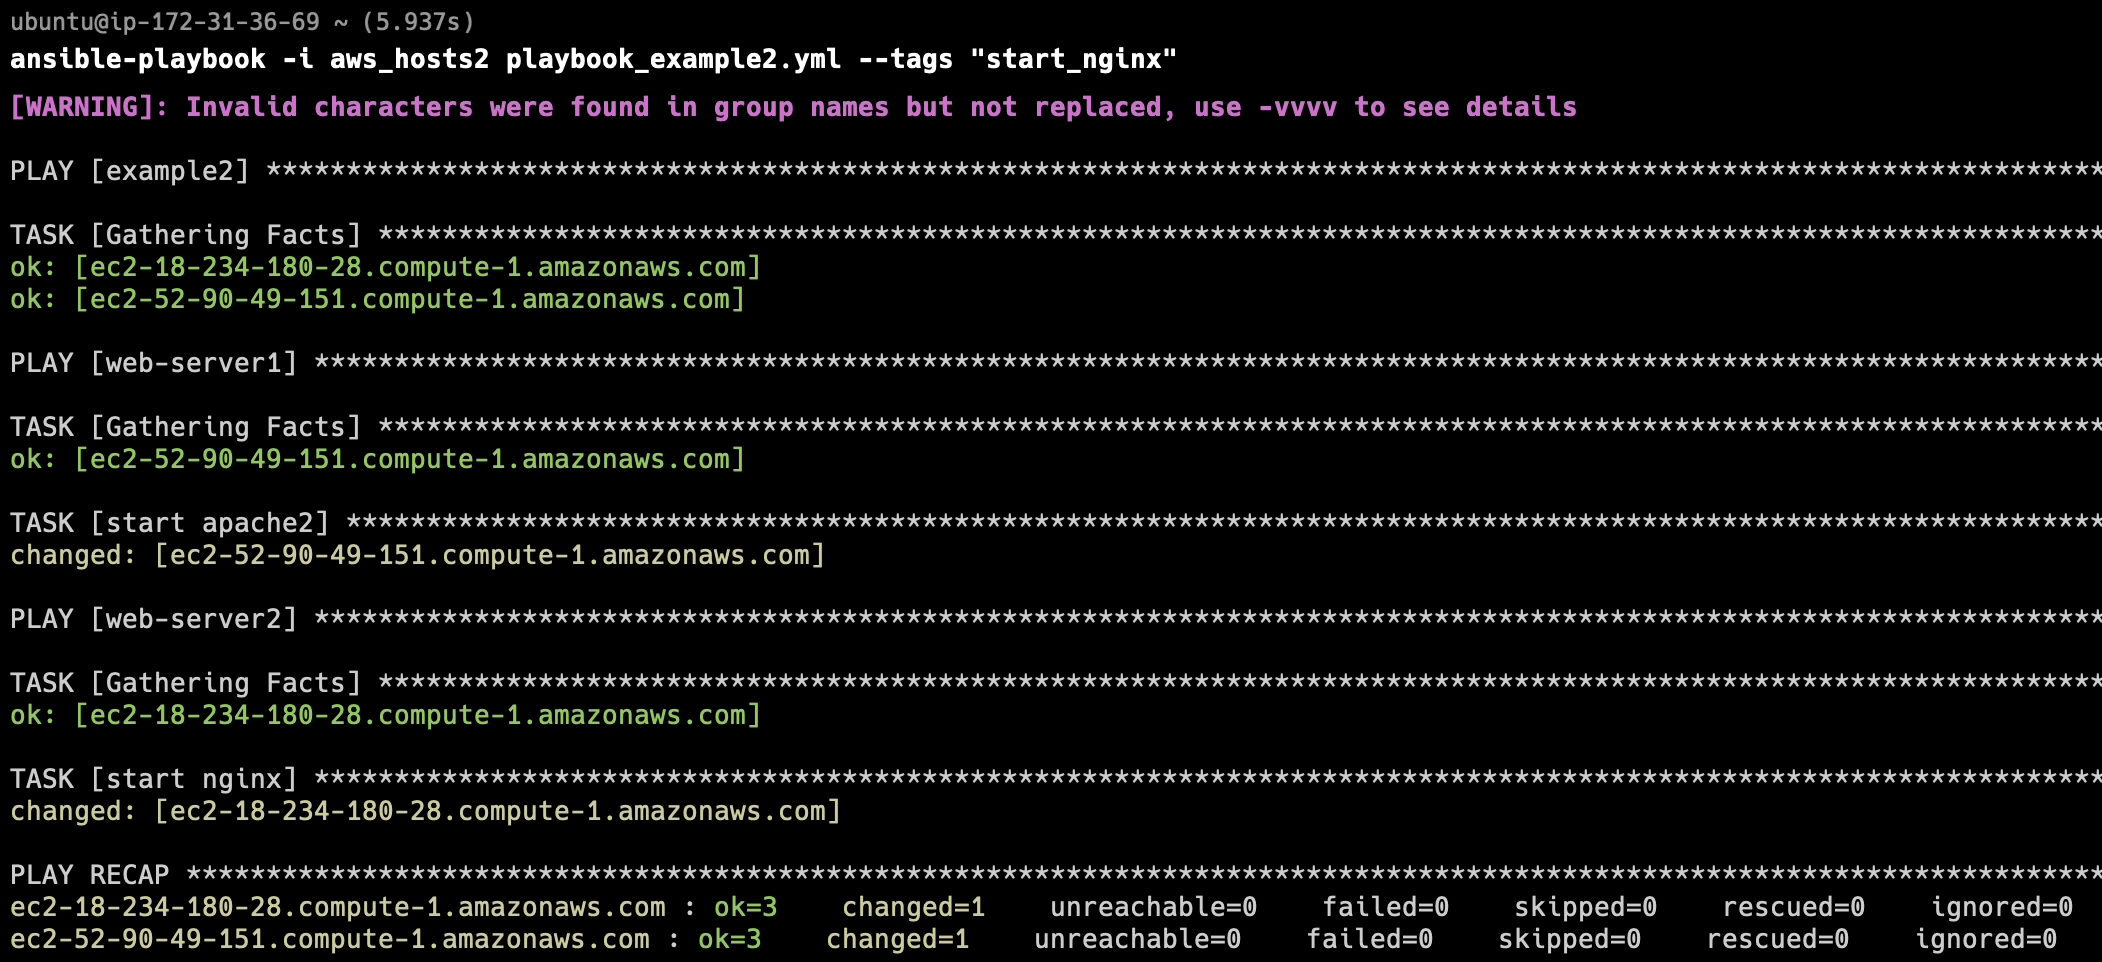 ubuntu@ip-172-31-36-69 ~ (5.937s)
ansible-playbook -i aws_hosts2 playbook_example2.yml --tags "start_nginx"
[WARNING]: Invalid characters were found in group names but not replaced, use -vvvv to see details
PLAY [example2] *******************************************************************************************************************
TASK [Gathering Facts] ************************************************************************************************************
ok: [ec2-18-234-180-28.compute-1.amazonaws.com]
ok: [ec2-52-90-49-151.compute-1.amazonaws.com]
PLAY [web-server1] ****************************************************************************************************************
TASK [Gathering Facts] ************************************************************************************************************
ok: [ec2-52-90-49-151.compute-1.amazonaws.com]
TASK [start apache2] **************************************************************************************************************
changed: [ec2-52-90-49-151.compute-1.amazonaws.com]
PLAY [web-server2] ****************************************************************************************************************
TASK [Gathering Facts] ************************************************************************************************************
ok: [ec2-18-234-180-28.compute-1.amazonaws.com]
TASK [start nginx] ****************************************************************************************************************
changed: [ec2-18-234-180-28.compute-1.amazonaws.com]
PLAY RECAP ************************************************************************************************************************
ec2-18-234-180-28.compute-1.amazonaws.com : ok=3    changed=1    unreachable=0    failed=0    skipped=0    rescued=0    ignored=0
ec2-52-90-49-151.compute-1.amazonaws.com : ok=3    changed=1    unreachable=0    failed=0    skipped=0    rescued=0    ignored=0